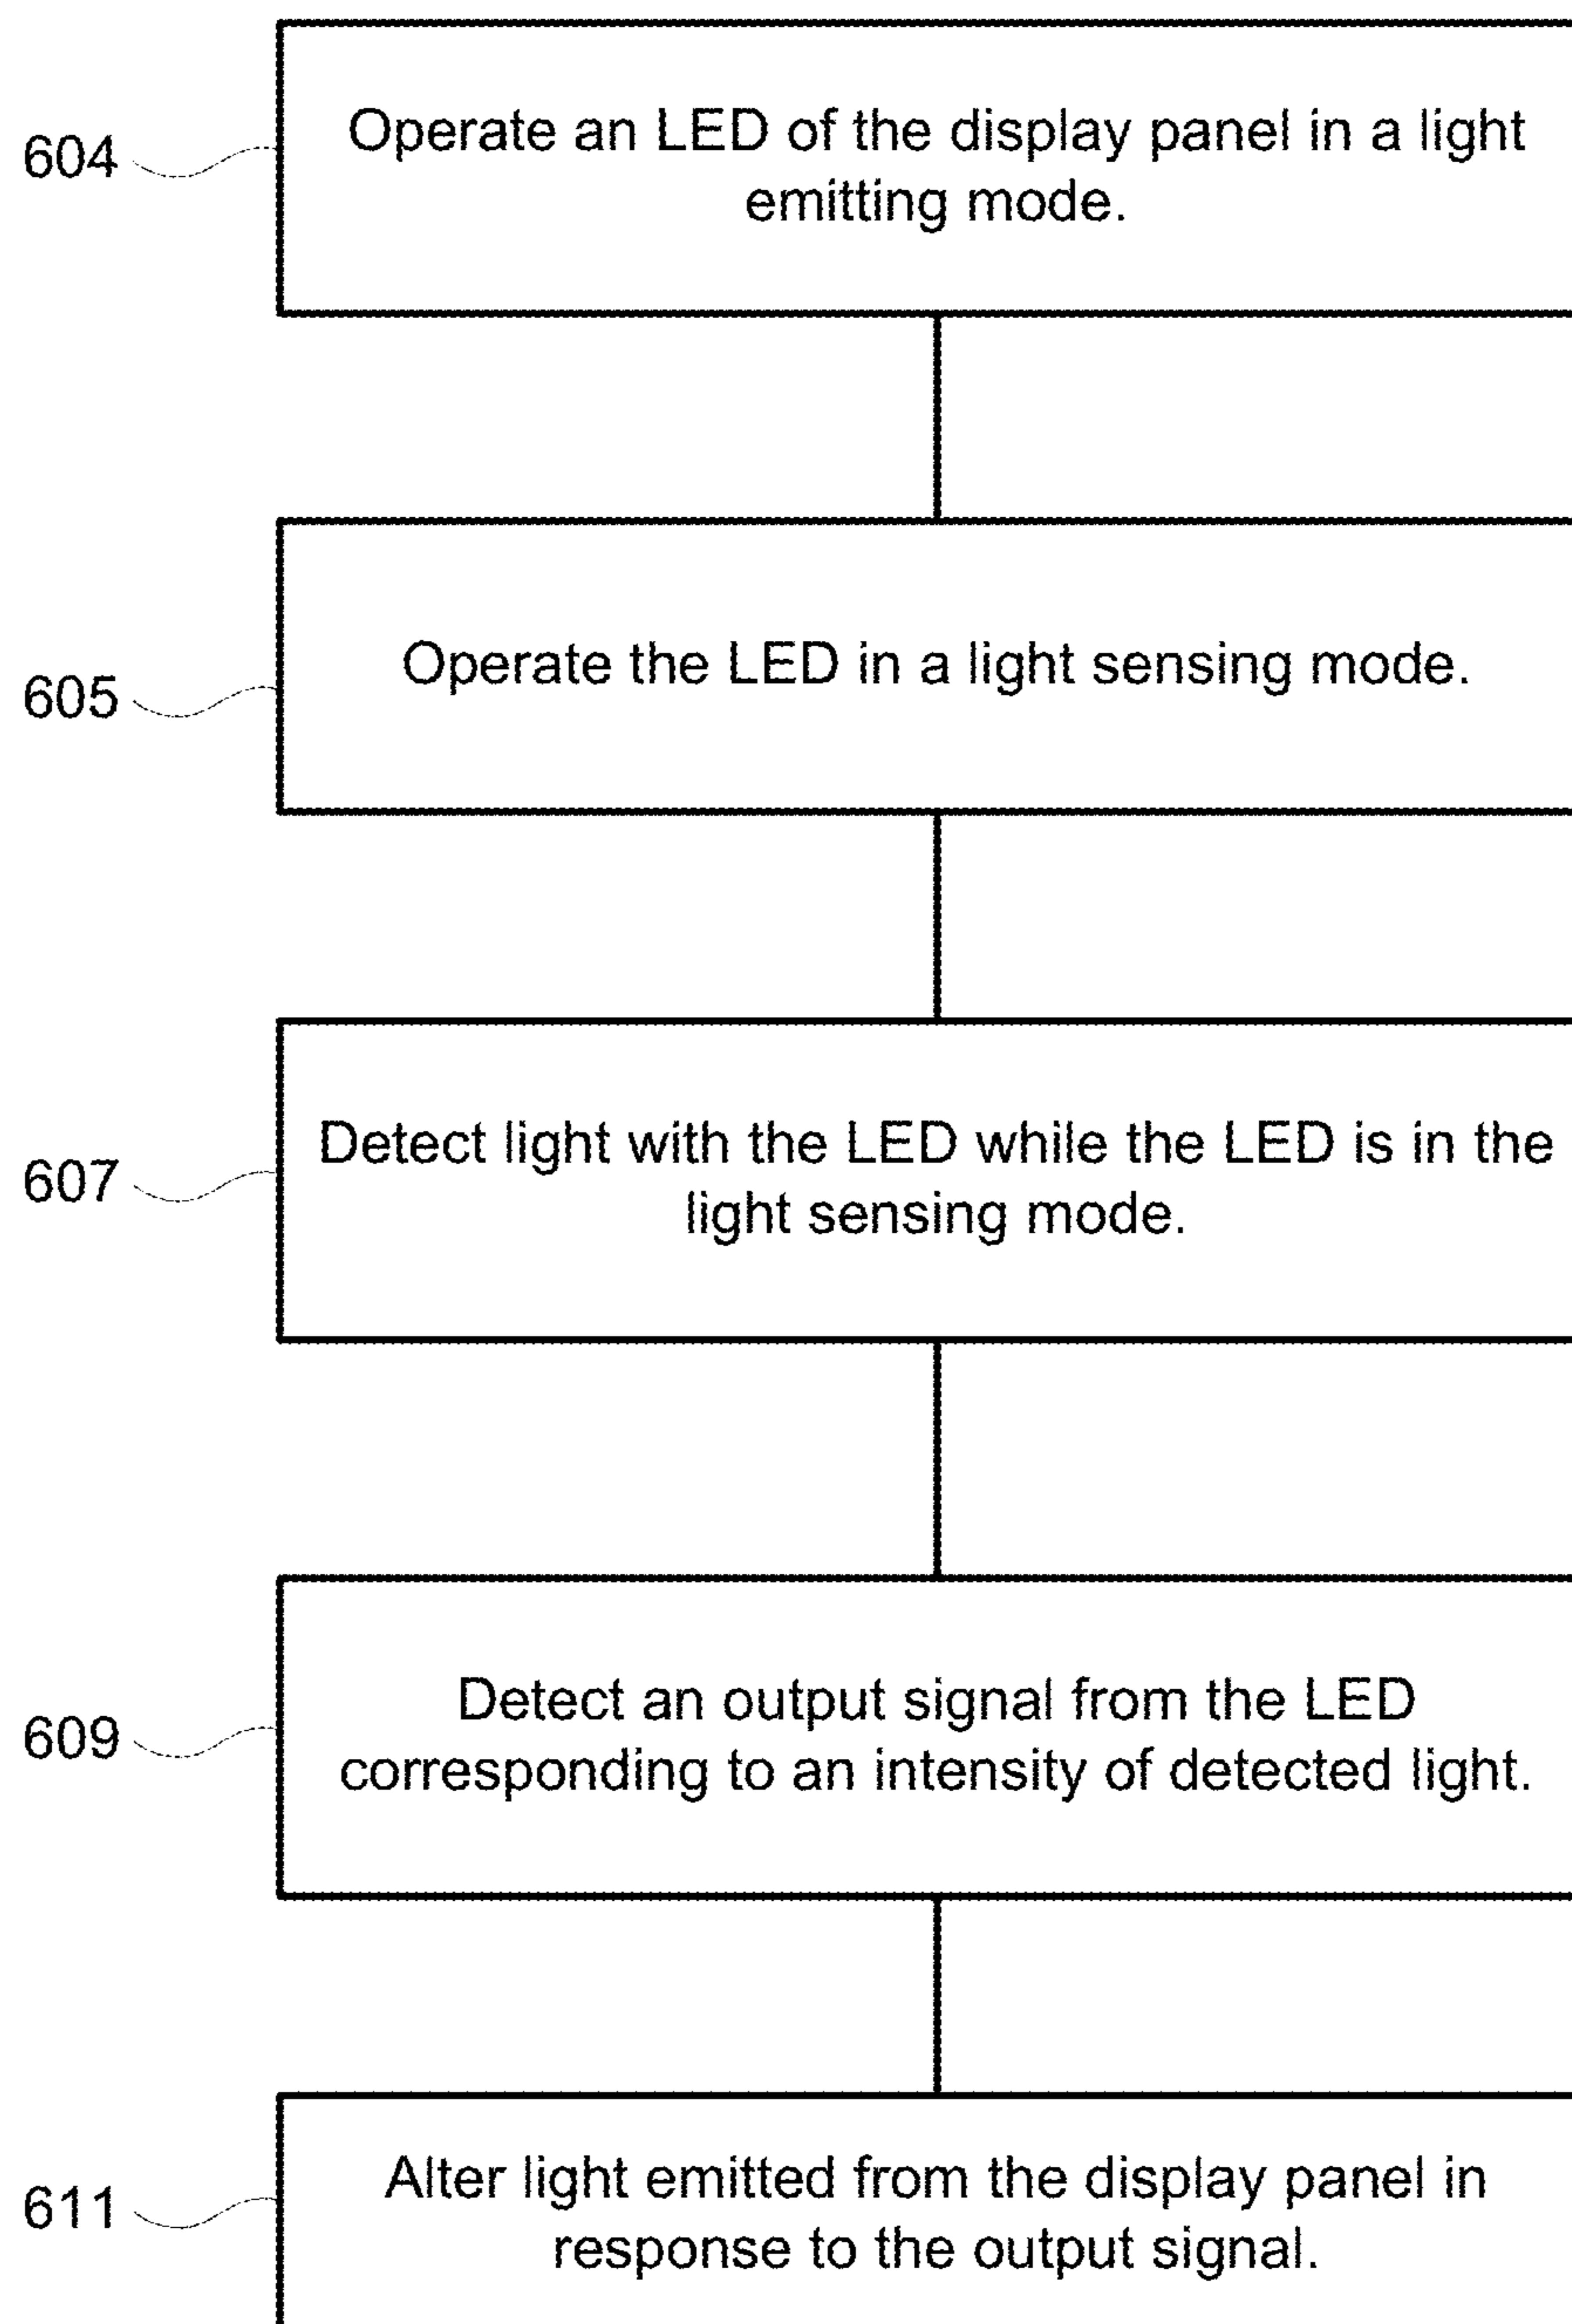 604
Operate an LED of the display panel in a light
emitting mode.
605
Operate the LED in a light sensing mode.
607
Detect light with the LED while the LED is in the
light sensing mode.
609
Detect an output signal from the LED
corresponding to an intensity of detected light.
611
Alter light emitted from the display panel in
response to the output signal.